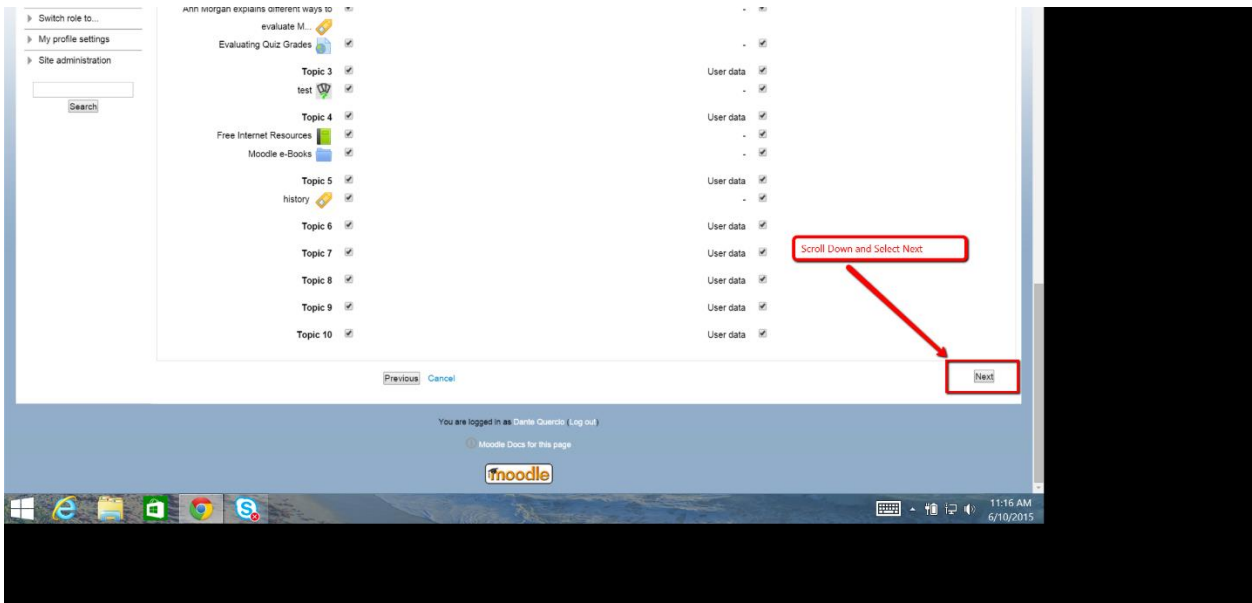 Switch role to...
My profile settings
Site administration
Search
Ann Morgan explains different ways to -
evaluate M...
Evaluating Quiz Grades -
Topic 3 User data
test -
Topic 4 User data
Free Internet Resources -
Moodle e-Books -
Topic 5 User data
history -
Topic 6 User data
Topic 7 User data
Topic 8 User data
Topic 9 User data
Topic 10 User data
Scroll Down and Select Next
Previous Cancel
Next
You are logged in as Dante Quercio (Log out)
Moodle Docs for this page
moodle
11:16 AM
6/10/2015